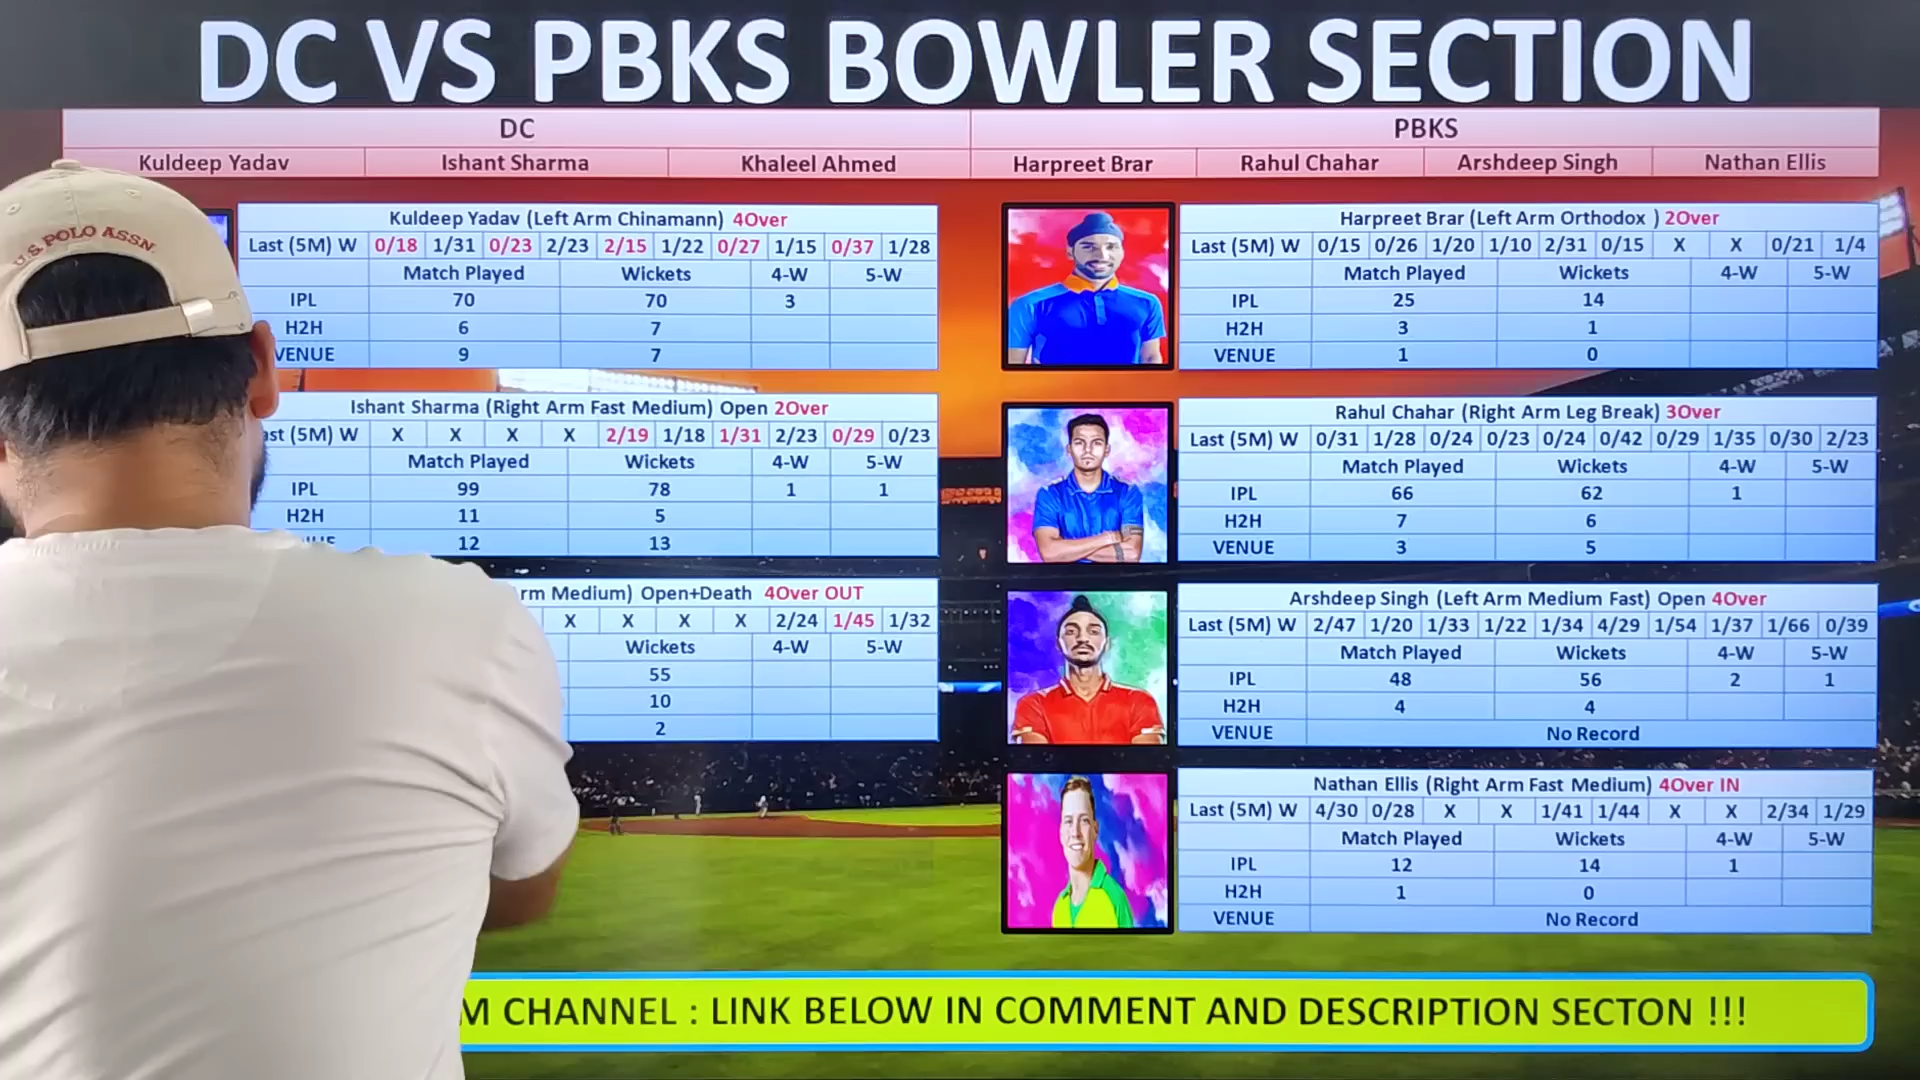 DC VS PBKS BOWLER SECTION
DC PBKS
Kuldeep Yadav Ishant Sharma Khaleel Ahmed Harpreet Brar Rahul Chahar Arshdeep Singh Nathan Ellis
U.S. POLO ASSN.
Kuldeep Yadav (Left Arm Chinamann) 4Over
Last (5M) W 0/18 1/31 0/23 2/23 2/15 1/22 0/27 1/15 0/37 1/28
Match Played Wickets 4-W 5-W
IPL 70 70 3
H2H 6 7
VENUE 9 7
Ishant Sharma (Right Arm Fast Medium) Open 2Over
(5M) W X X X X 2/19 1/18 1/31 2/23 0/29 0/23
Match Played Wickets 4-W 5-W
IPL 99 78 1 1
H2H 11 5
12 13
Medium) Open+Death 4Over OUT
X X X X 2/24 1/45 1/32
Wickets 4-W 5-W
55
10
2
Harpreet Brar (Left Arm Orthodox ) 2Over
Last (5M) W 0/15 0/26 1/20 1/10 2/31 0/15 X X 0/21 1/4
Match Played Wickets 4-W 5-W
IPL 25 14
H2H 3 1
VENUE 1 0
Rahul Chahar (Right Arm Leg Break) 3Over
Last (5M) W 0/31 1/28 0/24 0/23 0/24 0/42 0/29 1/35 0/30 2/23
Match Played Wickets 4-W 5-W
IPL 66 62 1
H2H 7 6
VENUE 3 5
Arshdeep Singh (Left Arm Medium Fast) Open 4Over
Last (5M) W 2/47 1/20 1/33 1/22 1/34 4/29 1/54 1/37 1/66 0/39
Match Played Wickets 4-W 5-W
IPL 48 56 2 1
H2H 4 4
VENUE No Record
Nathan Ellis (Right Arm Fast Medium) 4Over IN
Last (5M) W 4/30 0/28 X X 1/41 1/44 X X 2/34 1/29
Match Played Wickets 4-W 5-W
IPL 12 14 1
H2H 1 0
VENUE No Record
M CHANNEL : LINK BELOW IN COMMENT AND DESCRIPTION SECTON !!!